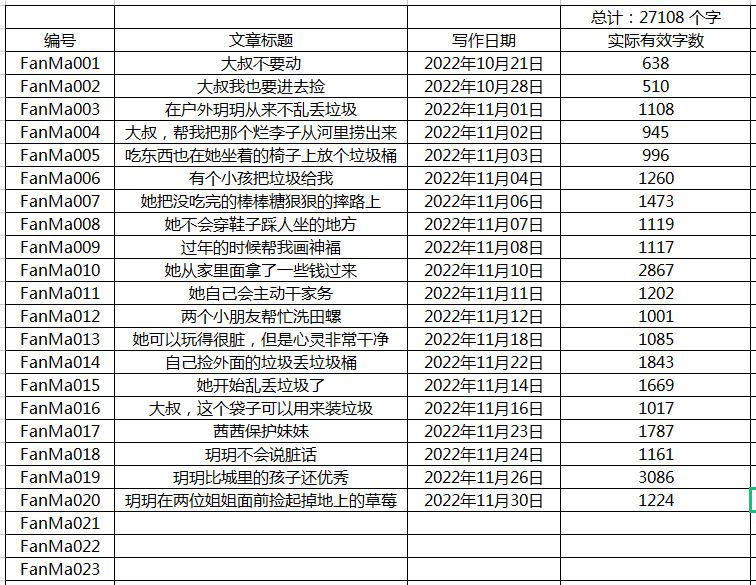 总计：27108 个字
编号 文章标题 写作日期 实际有效字数
FanMa001 大叔不要动 2022年10月21日 638
FanMa002 大叔我也要进去捡 2022年10月28日 510
FanMa003 在户外玥玥从来不乱丢垃圾 2022年11月01日 1108
FanMa004 大叔，帮我把那个烂李子从河里捞出来 2022年11月02日 945
FanMa005 吃东西也在她坐着的椅子上放个垃圾桶 2022年11月03日 996
FanMa006 有个小孩把垃圾给我 2022年11月04日 1260
FanMa007 她把没吃完的棒棒糖狠狠的摔路上 2022年11月06日 1473
FanMa008 她不会穿鞋子踩人坐的地方 2022年11月07日 1119
FanMa009 过年的时候帮我画神福 2022年11月08日 1117
FanMa010 她从家里面拿了一些钱过来 2022年11月10日 2867
FanMa011 她自己会主动干家务 2022年11月11日 1202
FanMa012 两个小朋友帮忙洗田螺 2022年11月12日 1001
FanMa013 她可以玩得很脏，但是心灵非常干净 2022年11月18日 1085
FanMa014 自己捡外面的垃圾丢垃圾桶 2022年11月22日 1843
FanMa015 她开始乱丢垃圾了 2022年11月14日 1669
FanMa016 大叔，这个袋子可以用来装垃圾 2022年11月16日 1017
FanMa017 茜茜保护妹妹 2022年11月23日 1787
FanMa018 玥玥不会说脏话 2022年11月24日 1161
FanMa019 玥玥比城里的孩子还优秀 2022年11月26日 3086
FanMa020 玥玥在两位姐姐面前捡起掉地上的草莓 2022年11月30日 1224
FanMa021
FanMa022
FanMa023